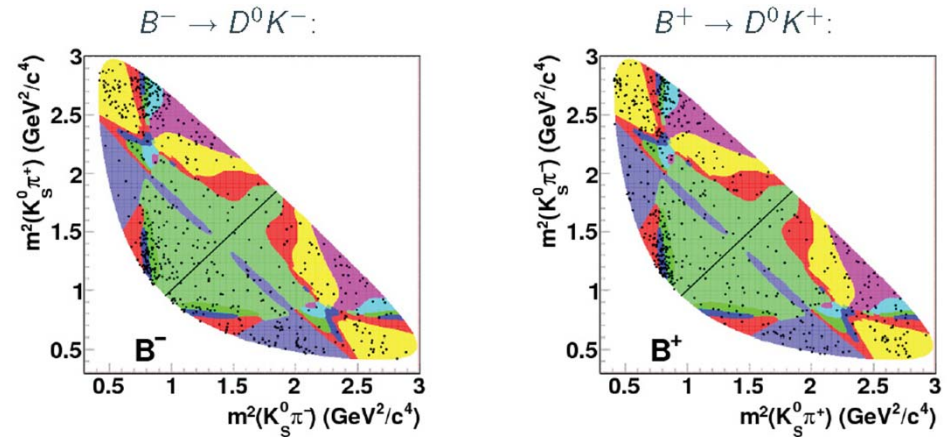 B⁻ → D⁰K⁻:
m²(K⁰ₛπ⁺) (GeV²/c⁴)
3
2.5
2
1.5
1
0.5
B⁻
0.5 1 1.5 2 2.5 3
m²(K⁰ₛπ⁻) (GeV²/c⁴)
B⁺ → D⁰K⁺:
m²(K⁰ₛπ⁻) (GeV²/c⁴)
3
2.5
2
1.5
1
0.5
B⁺
0.5 1 1.5 2 2.5 3
m²(K⁰ₛπ⁺) (GeV²/c⁴)